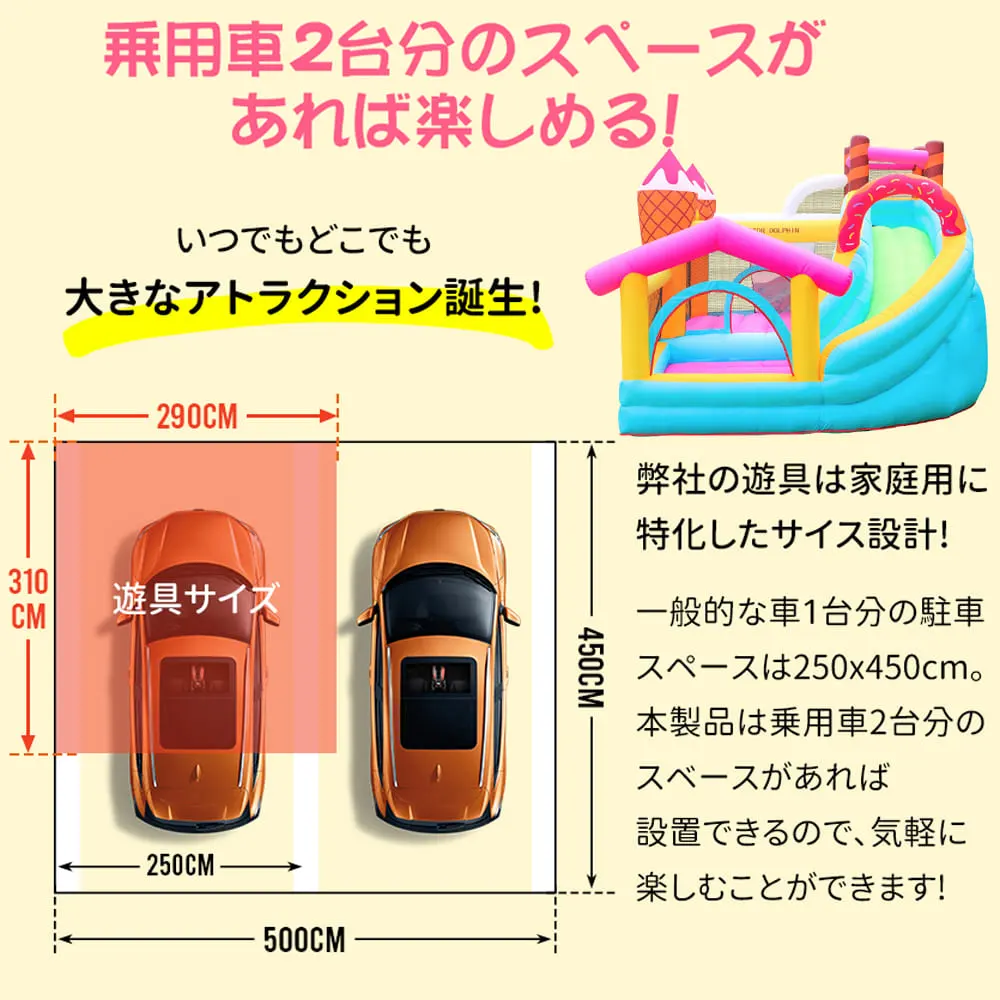 乗用車2台分のスペースが
あれば楽しめる!
いつでもどこでも
大きなアトラクション誕生!
THE DOLPHIN
290CM
310
CM
遊具サイズ
450CM
250CM
500CM
弊社の遊具は家庭用に
特化したサイズ設計!
一般的な車1台分の駐車
スペースは250x450cm。
本製品は乗用車2台分の
スペースがあれば
設置できるので、気軽に
楽しむことができます!